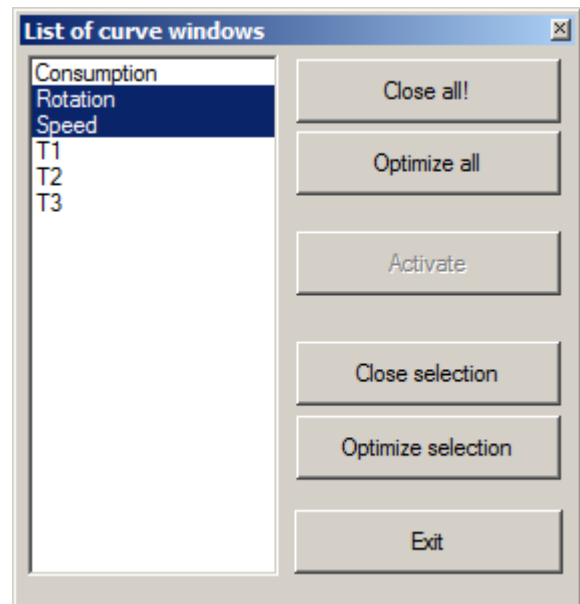 List of curve windows
Consumption
Rotation
Speed
T1
T2
T3
Close all!
Optimize all
Activate
Close selection
Optimize selection
Exit